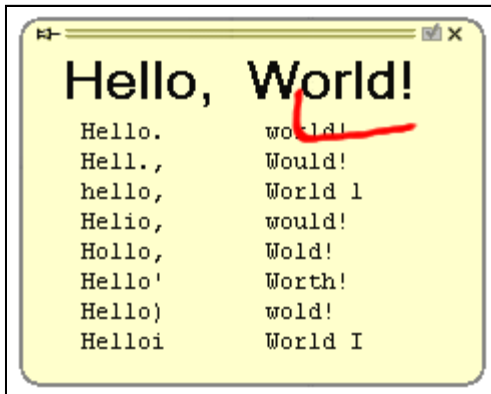 Hello, World!
Hello. world!
Hell., Would!
hello, World l
Helio, would!
Hollo, Wold!
Hello' Worth!
Hello) wold!
Helloi World I